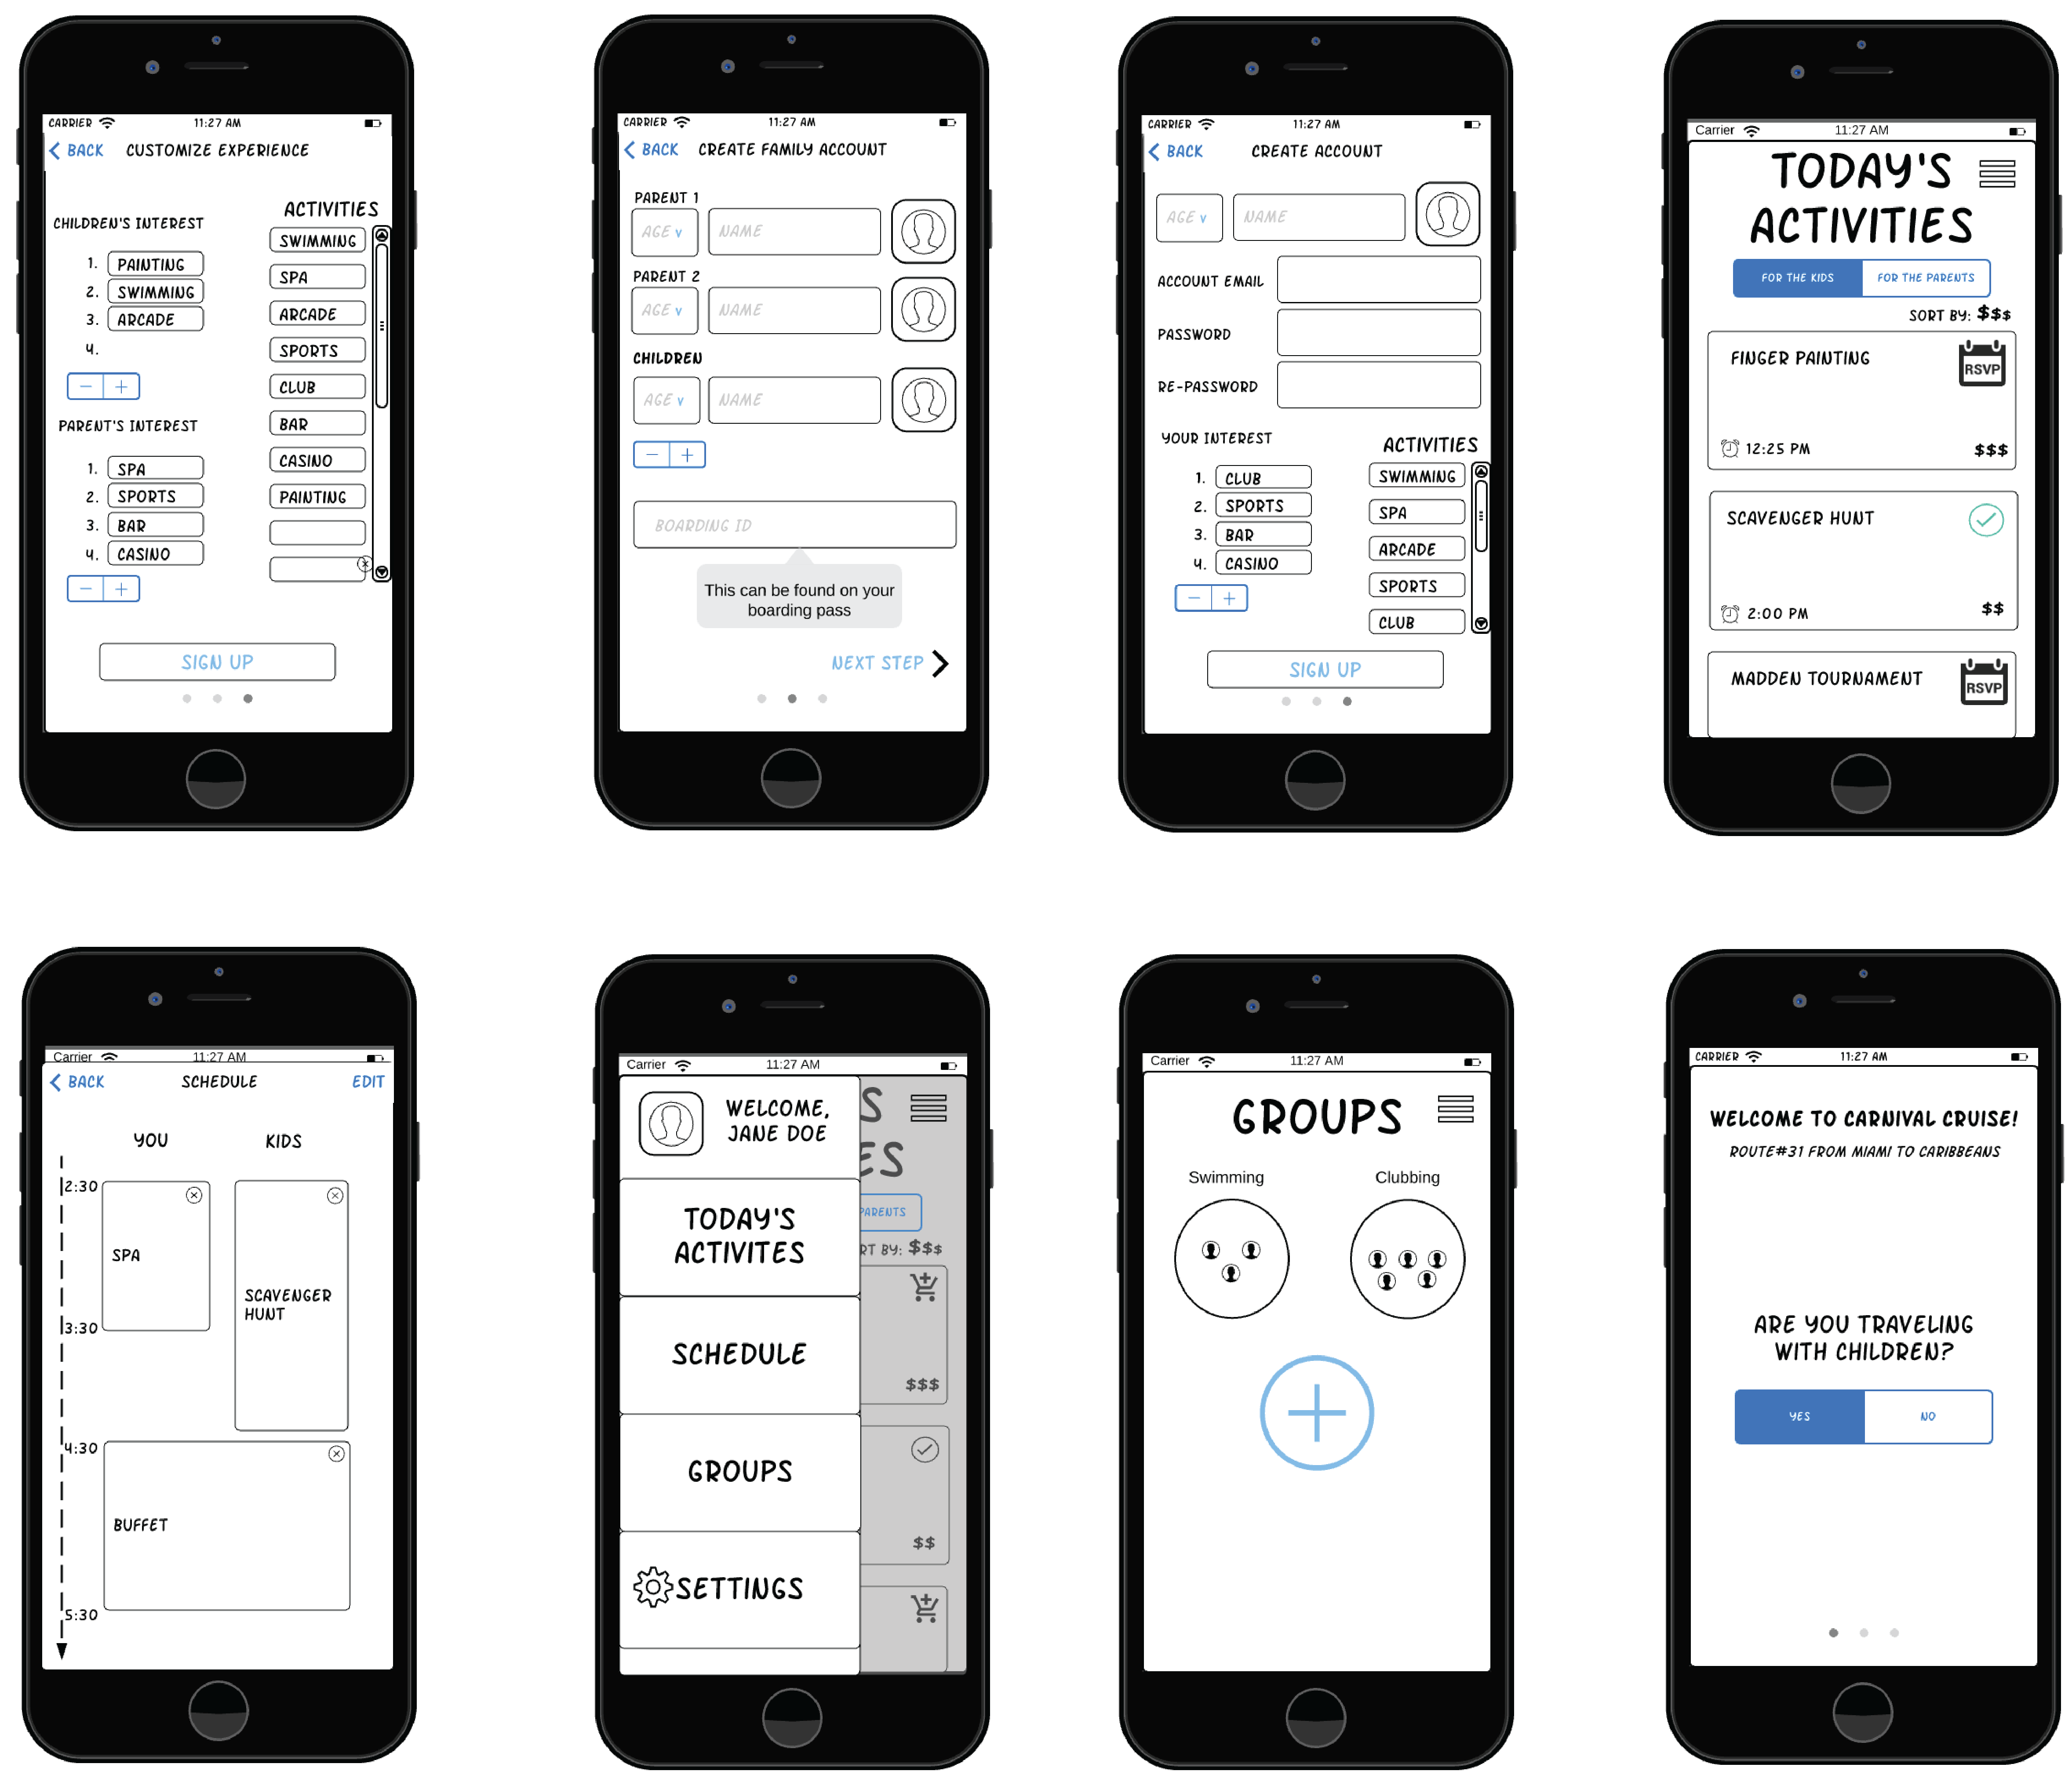 CARRIER 11:27 AM
BACK CUSTOMIZE EXPERIENCE
ACTIVITIES
CHILDREN'S INTEREST
1. PAINTING
2. SWIMMING
3. ARCADE
4.
− +
PARENT'S INTEREST
1. SPA
2. SPORTS
3. BAR
4. CASINO
− +
SWIMMING
SPA
ARCADE
SPORTS
CLUB
BAR
CASINO
PAINTING
SIGN UP
CARRIER 11:27 AM
BACK CREATE FAMILY ACCOUNT
PARENT 1
AGE v NAME
PARENT 2
AGE v NAME
CHILDREN
AGE v NAME
− +
BOARDING ID
This can be found on your
boarding pass
NEXT STEP
CARRIER 11:27 AM
BACK CREATE ACCOUNT
AGE v NAME
ACCOUNT EMAIL
PASSWORD
RE-PASSWORD
YOUR INTEREST
1. CLUB
2. SPORTS
3. BAR
4. CASINO
− +
ACTIVITIES
SWIMMING
SPA
ARCADE
SPORTS
CLUB
SIGN UP
Carrier 11:27 AM
TODAY'S
ACTIVITIES
FOR THE KIDS FOR THE PARENTS
SORT BY: $$$
FINGER PAINTING RSVP
12:25 PM $$$
SCAVENGER HUNT
2:00 PM $$
MADDEN TOURNAMENT RSVP
Carrier 11:27 AM
BACK SCHEDULE EDIT
YOU KIDS
2:30
SPA
SCAVENGER
HUNT
3:30
4:30
BUFFET
5:30
Carrier 11:27 AM
WELCOME,
JANE DOE
TODAY'S
ACTIVITES
SCHEDULE
GROUPS
SETTINGS
S
ES
PARENTS
RT BY: $$$
$$$
$$
Carrier 11:27 AM
GROUPS
Swimming Clubbing
CARRIER 11:27 AM
WELCOME TO CARNIVAL CRUISE!
ROUTE#31 FROM MIAMI TO CARIBBEANS
ARE YOU TRAVELING
WITH CHILDREN?
YES NO